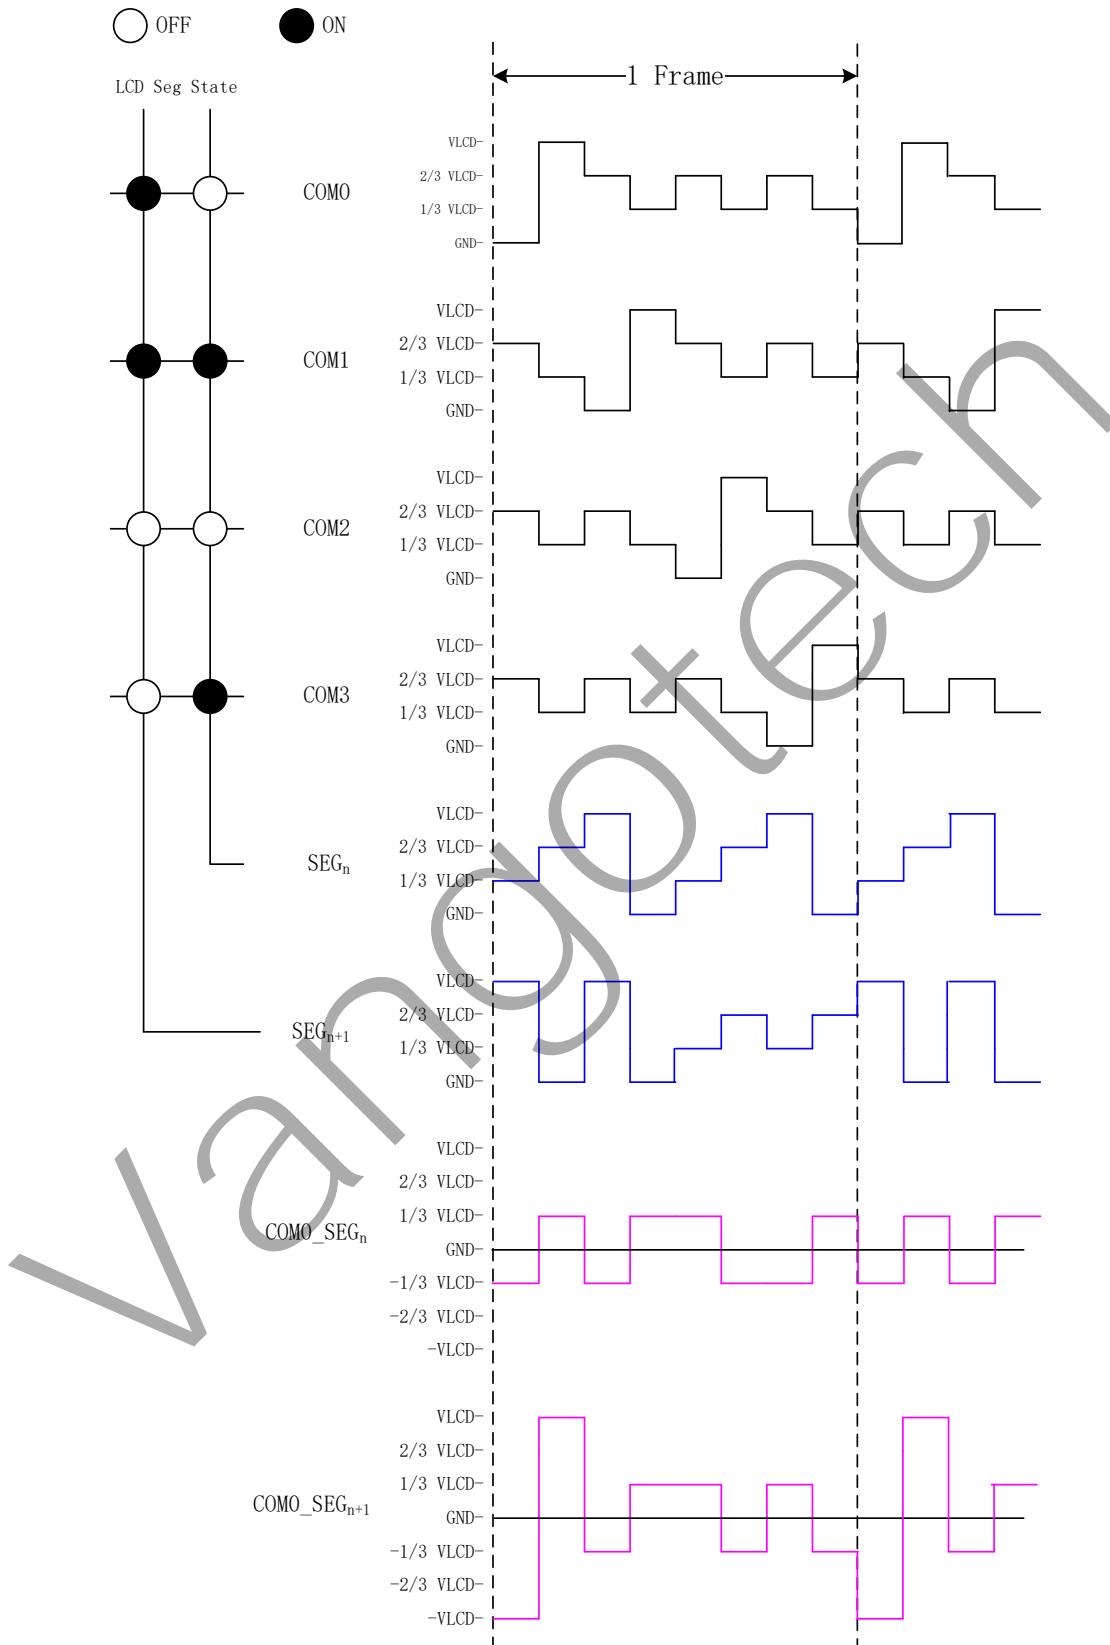 OFF ON
1 Frame
LCD Seg State
VLCD-
2/3 VLCD-
COM0
1/3 VLCD-
GND-
VLCD-
2/3 VLCD-
COM1
1/3 VLCD-
GND-
VLCD-
2/3 VLCD-
COM2
1/3 VLCD-
GND-
VLCD-
2/3 VLCD-
COM3
1/3 VLCD-
GND-
VLCD-
2/3 VLCD-
SEGn
1/3 VLCD-
GND-
VLCD-
2/3 VLCD-
SEGn+1
1/3 VLCD-
GND-
VLCD-
2/3 VLCD-
1/3 VLCD-
COM0_SEGn
GND-
-1/3 VLCD-
-2/3 VLCD-
-VLCD-
VLCD-
2/3 VLCD-
1/3 VLCD-
COM0_SEGn+1
GND-
-1/3 VLCD-
-2/3 VLCD-
-VLCD-
Vangotech